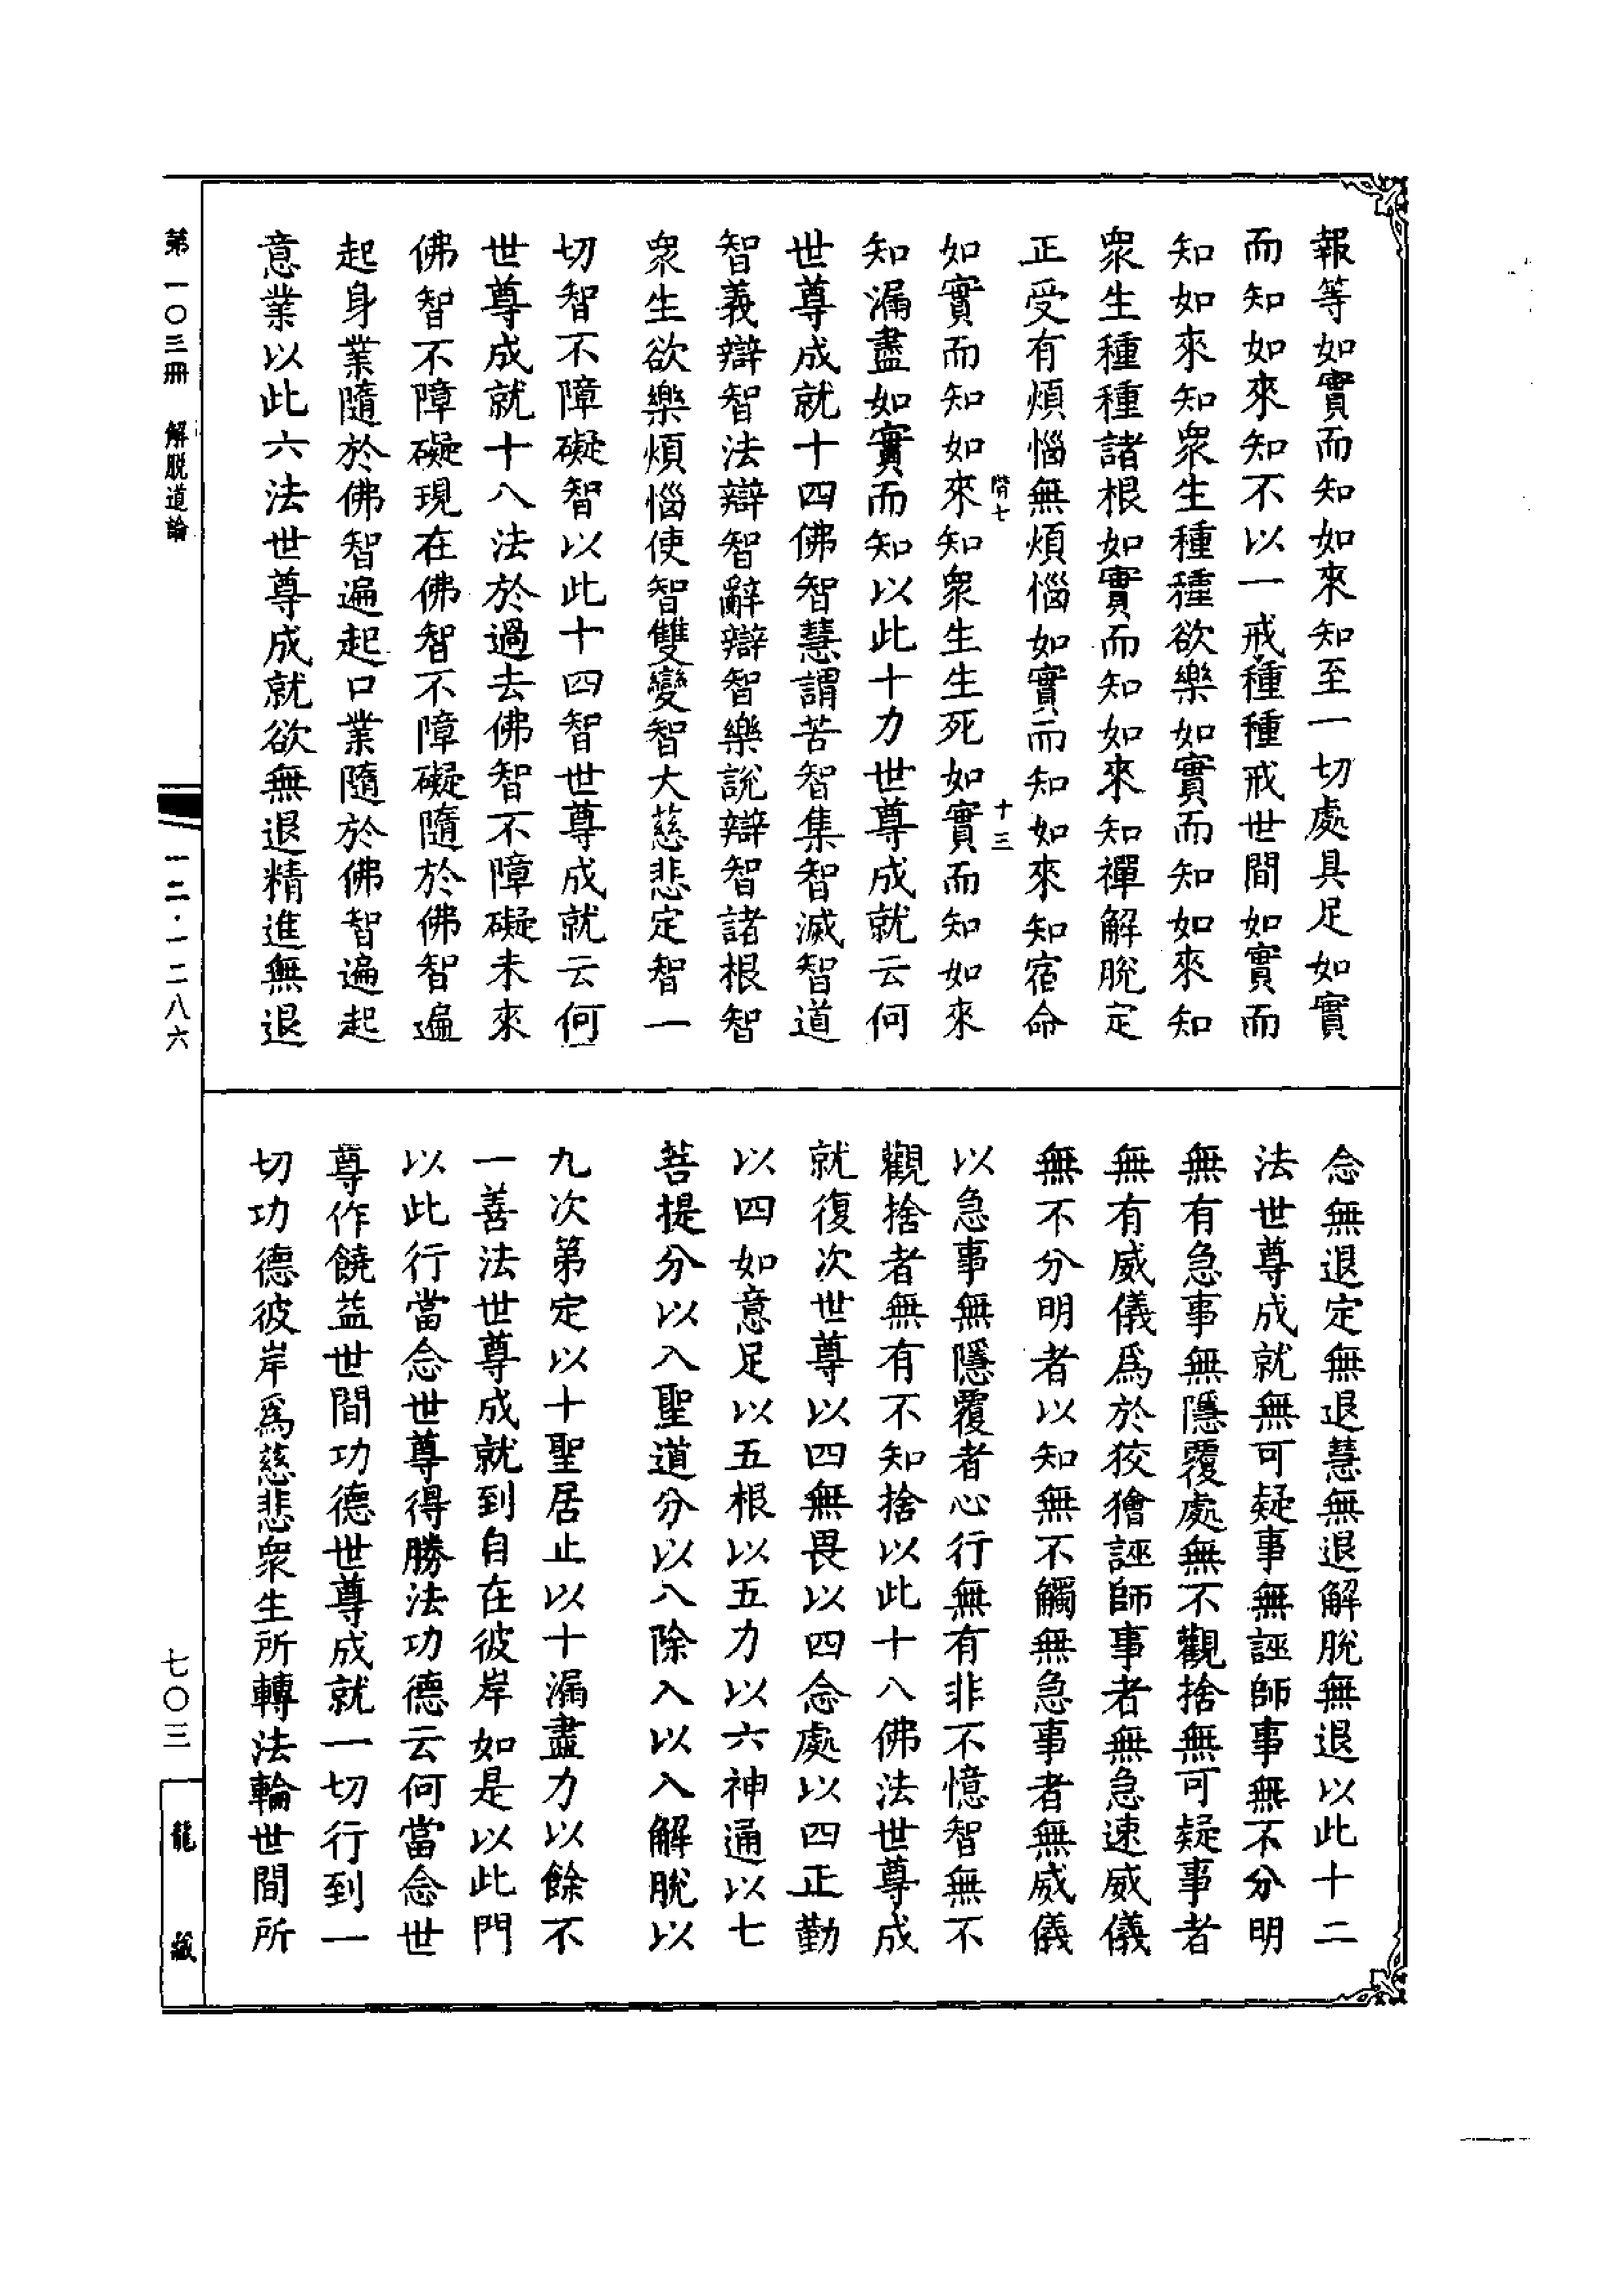 報等如實而知如來知至一切處具足如實
而知如來知不以一戒種種戒世間如實而
知如來知衆生種種欲樂如實而知如來知
衆生種種諸根如實而知如來知禪解脫定
正受有煩惱無煩惱如實而知如來知宿命
階七
十三
如實而知如來知衆生生死如實而知如來
知漏盡如實而知以此十力世尊成就云何
世尊成就十四佛智慧謂苦智集智滅智道
智義辯智法辯智辭辯智樂說辯智諸根智
衆生欲樂煩惱使智雙變智大慈悲定智一
切智不障礙智以此十四智世尊成就云何
世尊成就十八法於過去佛智不障礙未來
佛智不障礙現在佛智不障礙隨於佛智遍
起身業隨於佛智遍起口業隨於佛智遍起
意業以此六法世尊成就欲無退精進無退
念無退定無退慧無退解脫無退以此十二
法世尊成就無可疑事無誣師事無不分明
無有急事無隱覆處無不觀捨無可疑事者
無有威儀爲於狡獪誣師事者無急速威儀
無不分明者以知無不觸無急事者無威儀
以急事無隱覆者心行無有非不憶智無不
觀捨者無有不知捨以此十八佛法世尊成
就復次世尊以四無畏以四念處以四正勤
以四如意足以五根以五力以六神通以七
菩提分以八聖道分以八除入以八解脫以
九次第定以十聖居止以十漏盡力以餘不
一善法世尊成就到自在彼岸如是以此門
以此行當念世尊得勝法功德云何當念世
尊作饒益世間功德世尊成就一切行到一
切功德彼岸爲慈悲衆生所轉法輪世間所
第一〇三冊 解脫道論
一二·一二八六
七〇三
龍藏